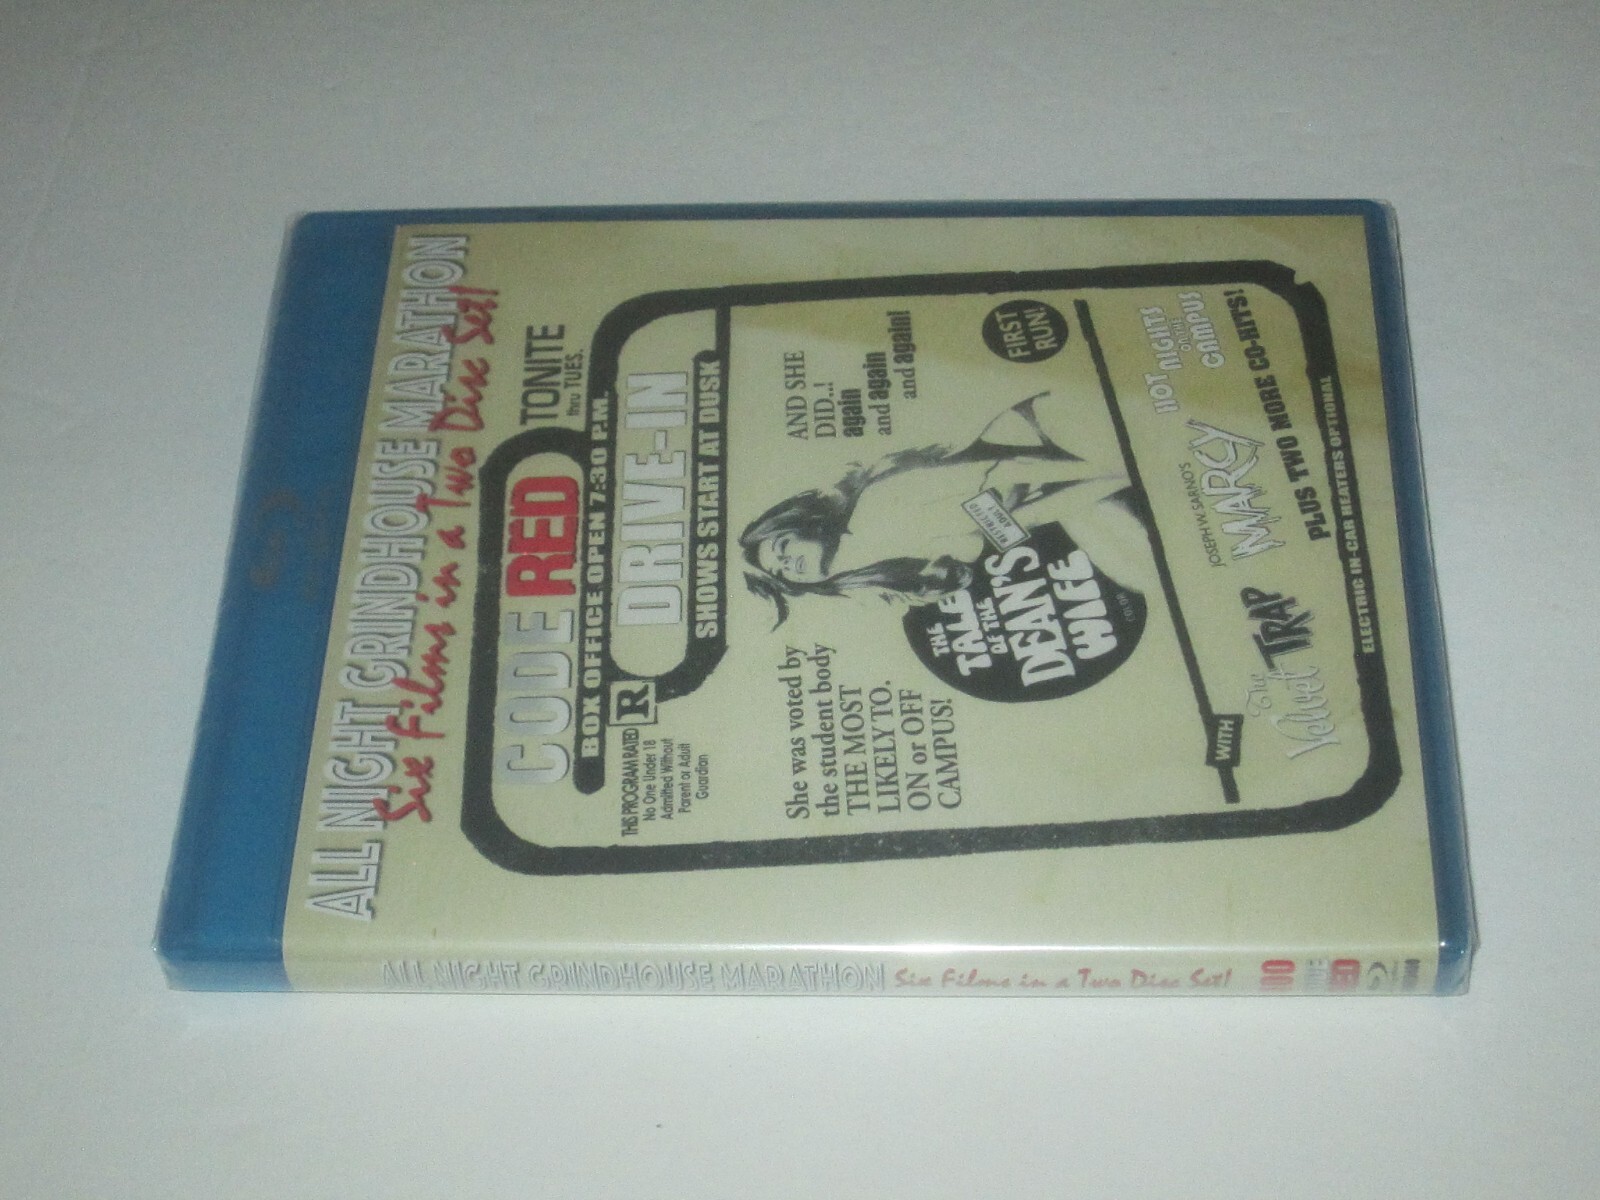 ALL NIGHT GRINDHOUSE MARATHON
Six Films in a Two Disc Set!
CODE RED
TONITE
thru TUES.
BOX OFFICE OPEN 7:30 P.M.
DRIVE-IN
SHOWS START AT DUSK
THIS PROGRAM RATED
R
No One Under 18
Admitted Without
Parent or Adult
Guardian
She was voted by
the student body
THE MOST
LIKELY TO.
ON or OFF
CAMPUS!
AND SHE
DID..!
again
and again
and again!
RESTRICTED
ADULT
FIRST
RUN!
THE
TALE
OF THE
DEAN'S
WIFE
COLOR
WITH
The
Velvet TRAP
JOSEPH W. SARNO'S
MARCY
HOT
NIGHTS
ON THE
CAMPUS
PLUS TWO MORE CO-HITS!
ELECTRIC IN-CAR HEATERS OPTIONAL
ALL NIGHT GRINDHOUSE MARATHON Six Films in a Two Disc Set!
RED